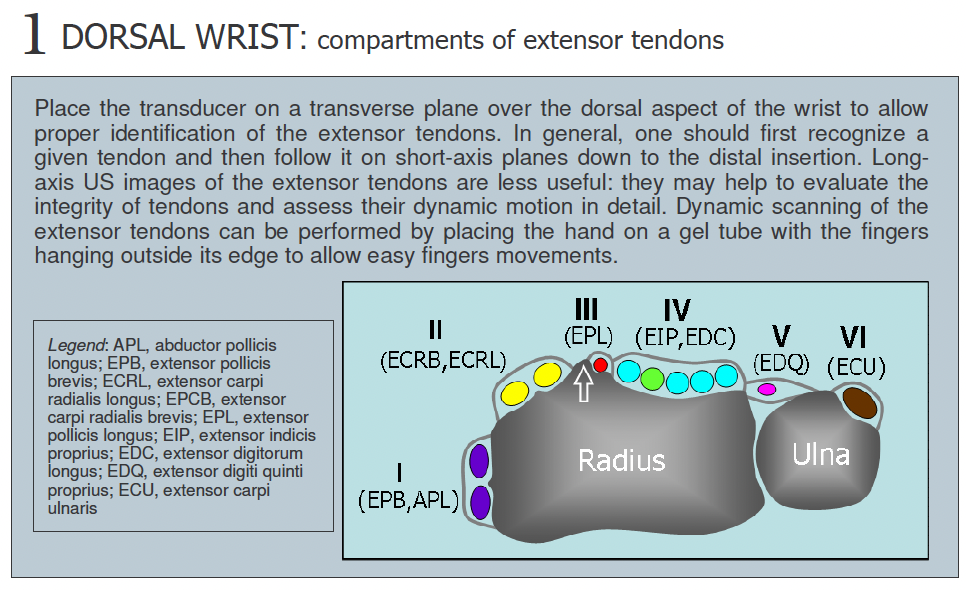 1 DORSAL WRIST: compartments of extensor tendons
Place the transducer on a transverse plane over the dorsal aspect of the wrist to allow
proper identification of the extensor tendons. In general, one should first recognize a
given tendon and then follow it on short-axis planes down to the distal insertion. Long-
axis US images of the extensor tendons are less useful: they may help to evaluate the
integrity of tendons and assess their dynamic motion in detail. Dynamic scanning of the
extensor tendons can be performed by placing the hand on a gel tube with the fingers
hanging outside its edge to allow easy fingers movements.
Legend: APL, abductor pollicis
longus; EPB, extensor pollicis
brevis; ECRL, extensor carpi
radialis longus; EPCB, extensor
carpi radialis brevis; EPL, extensor
pollicis longus; EIP, extensor indicis
proprius; EDC, extensor digitorum
longus; EDQ, extensor digiti quinti
proprius; ECU, extensor carpi
ulnaris
I
(EPB,APL)
II
(ECRB,ECRL)
III
(EPL)
IV
(EIP,EDC)
V
(EDQ)
VI
(ECU)
Radius
Ulna